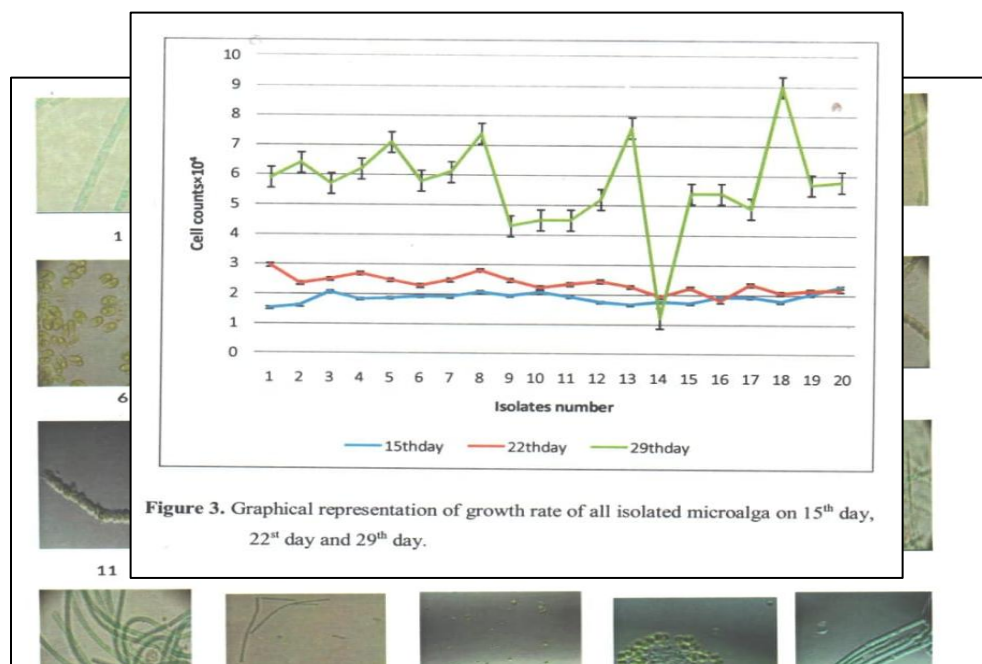 10
9
8
7
6
5
4
3
2
1
0
Cell counts×10⁴
1 2 3 4 5 6 7 8 9 10 11 12 13 14 15 16 17 18 19 20
Isolates number
15thday 22thday 29thday
Figure 3. Graphical representation of growth rate of all isolated microalga on 15th day,
22st day and 29th day.
1
6
11